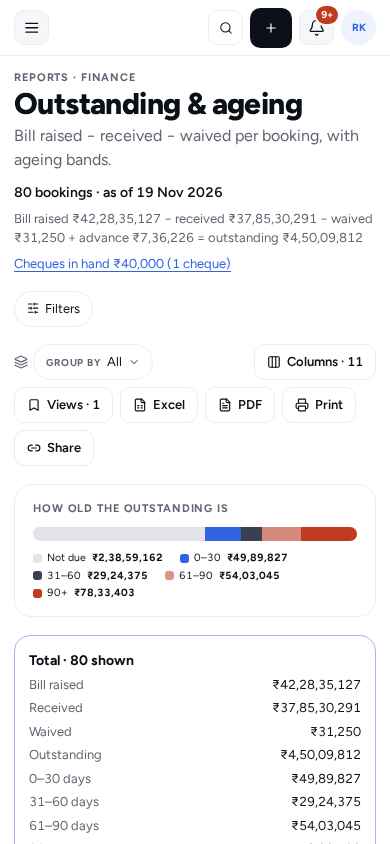 9+
RK
REPORTS · FINANCE
Outstanding & ageing
Bill raised − received − waived per booking, with
ageing bands.
80 bookings · as of 19 Nov 2026
Bill raised ₹42,28,35,127 − received ₹37,85,30,291 − waived
₹31,250 + advance ₹7,36,226 = outstanding ₹4,50,09,812
Cheques in hand ₹40,000 (1 cheque)
Filters
GROUP BY All
Columns · 11
Views · 1
Excel
PDF
Print
Share
HOW OLD THE OUTSTANDING IS
Not due ₹2,38,59,162 0–30 ₹49,89,827
31–60 ₹29,24,375 61–90 ₹54,03,045
90+ ₹78,33,403
Total · 80 shown
Bill raised ₹42,28,35,127
Received ₹37,85,30,291
Waived ₹31,250
Outstanding ₹4,50,09,812
0–30 days ₹49,89,827
31–60 days ₹29,24,375
61–90 days ₹54,03,045